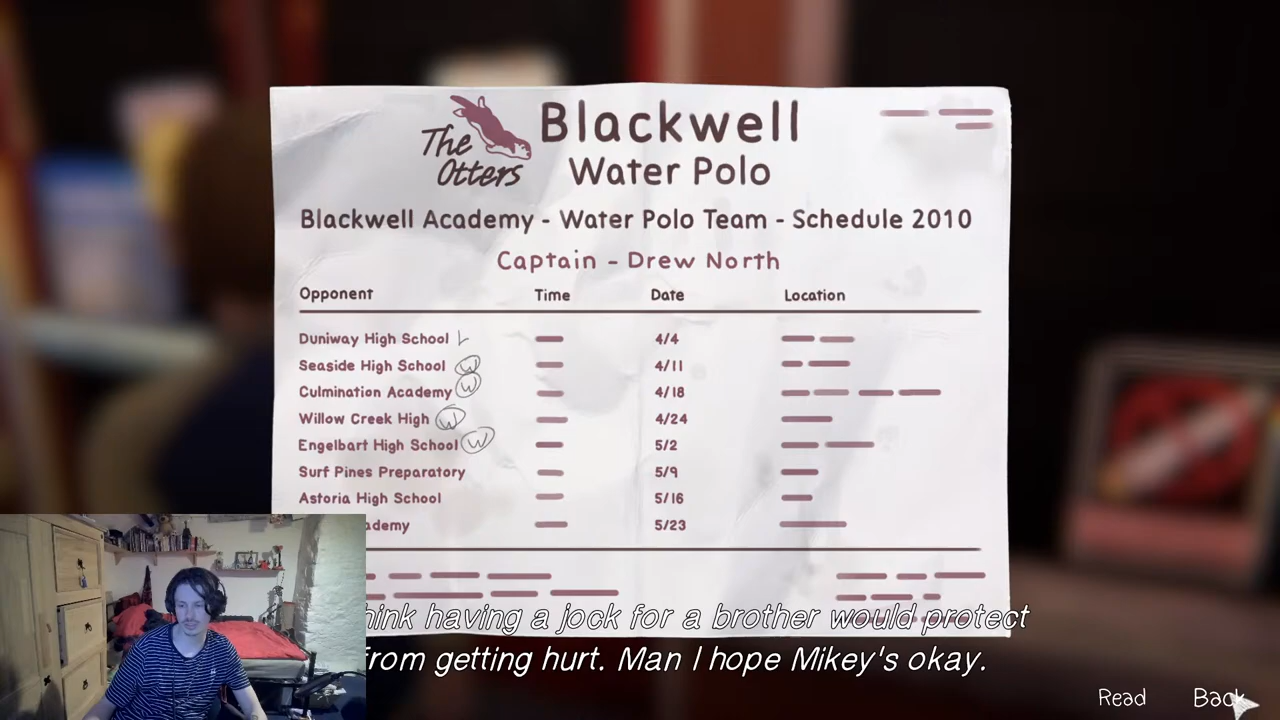 The Otters
Blackwell
Water Polo
Blackwell Academy - Water Polo Team - Schedule 2010
Captain - Drew North
Opponent Time Date Location
Duniway High School L 4/4
Seaside High School W 4/11
Culmination Academy W 4/18
Willow Creek High W 4/24
Engelbart High School W 5/2
Surf Pines Preparatory 5/9
Astoria High School 5/16
5/23
having a jock for a brother would protect
from getting hurt. Man I hope Mikey's okay.
Read Back